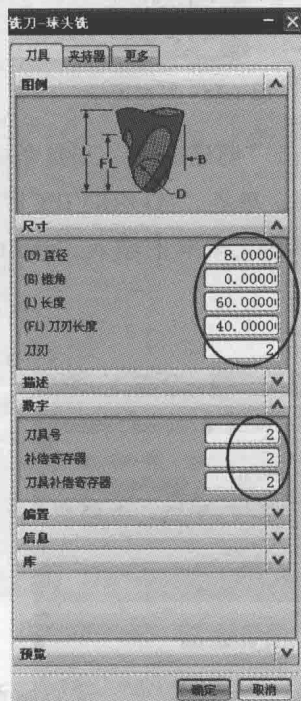 铣刀-球头铣
刀具 夹持器 更多
图例
L
FL
B
D
尺寸
(D) 直径 8.0000
(B) 锥角 0.0000
(L) 长度 60.0000
(FL) 刀刃长度 40.0000
刀刃 2
描述
数字
刀具号 2
补偿寄存器 2
刀具补偿寄存器 2
偏置
信息
库
预览
确定 取消